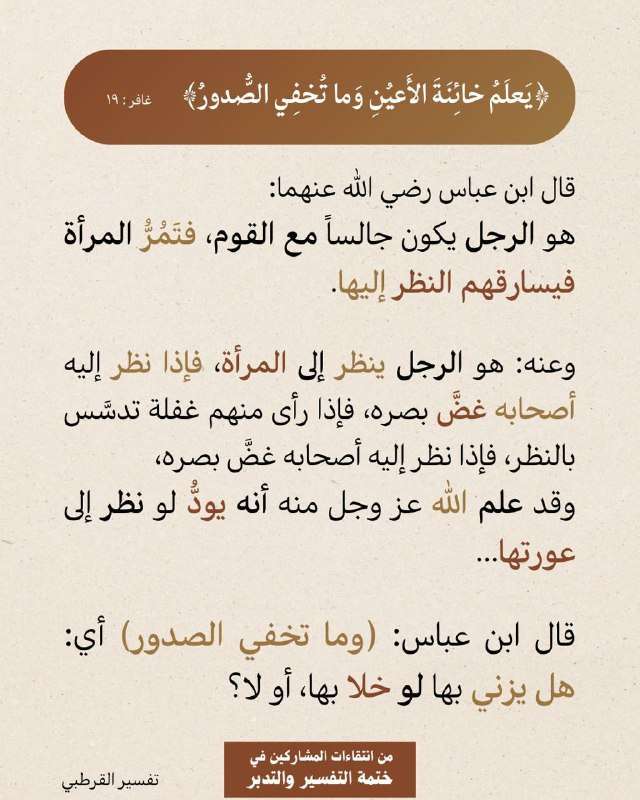 ﴿يَعلَمُ خائِنَةَ الأَعيُنِ وَما تُخفِي الصُّدورُ﴾ غافر: ١٩
قال ابن عباس رضي الله عنهما:
هو الرجل يكون جالساً مع القوم، فتَمُرُّ المرأة
فيسارقهم النظر إليها.
وعنه: هو الرجل ينظر إلى المرأة، فإذا نظر إليه
أصحابه غضَّ بصره، فإذا رأى منهم غفلة تدسَّس
بالنظر، فإذا نظر إليه أصحابه غضَّ بصره،
وقد علم الله عز وجل منه أنه يودُّ لو نظر إلى
عورتها...
قال ابن عباس: (وما تخفي الصدور) أي:
هل يزني بها لو خلا بها، أو لا؟
من انتقاءات المشاركين في
ختمة التفسير والتدبر
تفسير القرطبي